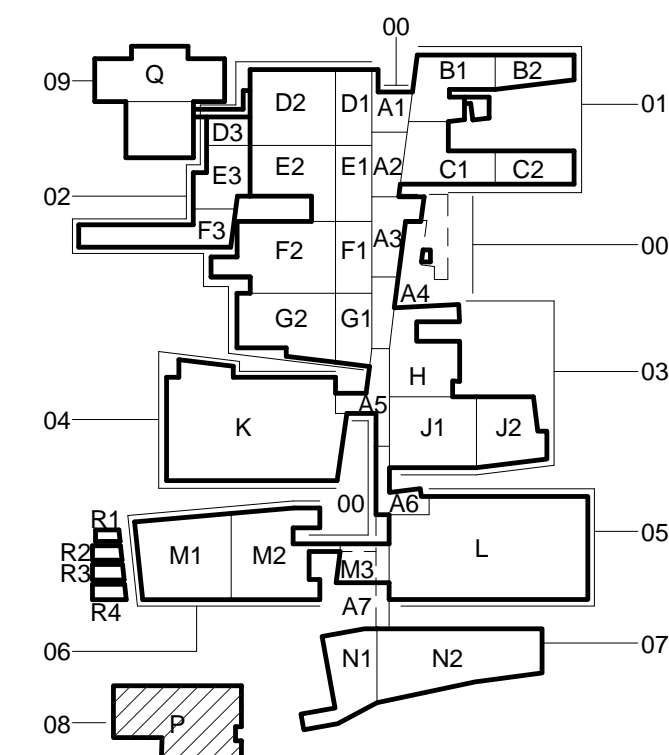 00
09 Q B1 B2
D2 D1 A1 01
D3
E3 E2 E1 A2 C1 C2
02
F3 F2 F1 A3 00
A4
G2 G1
H 03
A5
04 K J1 J2
00 A6
R1
R2 M1 M2 L 05
R3 M3
R4 A7
06 N1 N2 07
08 P